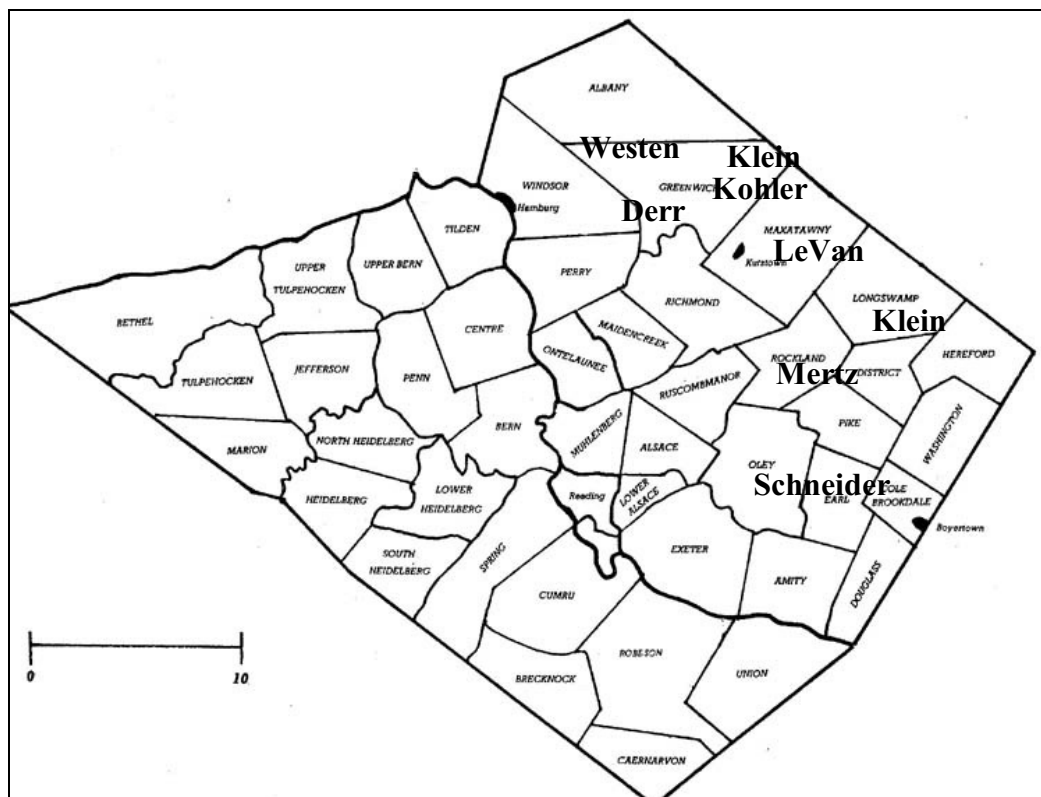 ALBANY
Westen
Klein
WINDSOR
GREENWICH
Kohler
Hamburg
Derr
TILDEN
MAXATAWNY
LeVan
Kutztown
UPPER
TULPEHOCKEN
UPPER BERN
PERRY
RICHMOND
LONGSWAMP
Klein
BETHEL
CENTRE
MAIDENCREEK
HEREFORD
TULPEHOCKEN
JEFFERSON
PENN
ONTELAUNEE
ROCKLAND
Mertz
DISTRICT
RUSCOMBMANOR
PIKE
WASHINGTON
MARION
NORTH HEIDELBERG
BERN
MUHLENBERG
ALSACE
OLEY
Schneider
HEIDELBERG
LOWER
HEIDELBERG
Reading
LOWER
ALSACE
EARL
COLE
BROOKDALE
Boyertown
SOUTH
HEIDELBERG
SPRING
EXETER
AMITY
DOUGLASS
CUMRU
ROBESON
UNION
BRECKNOCK
CAERNARVON
0 10